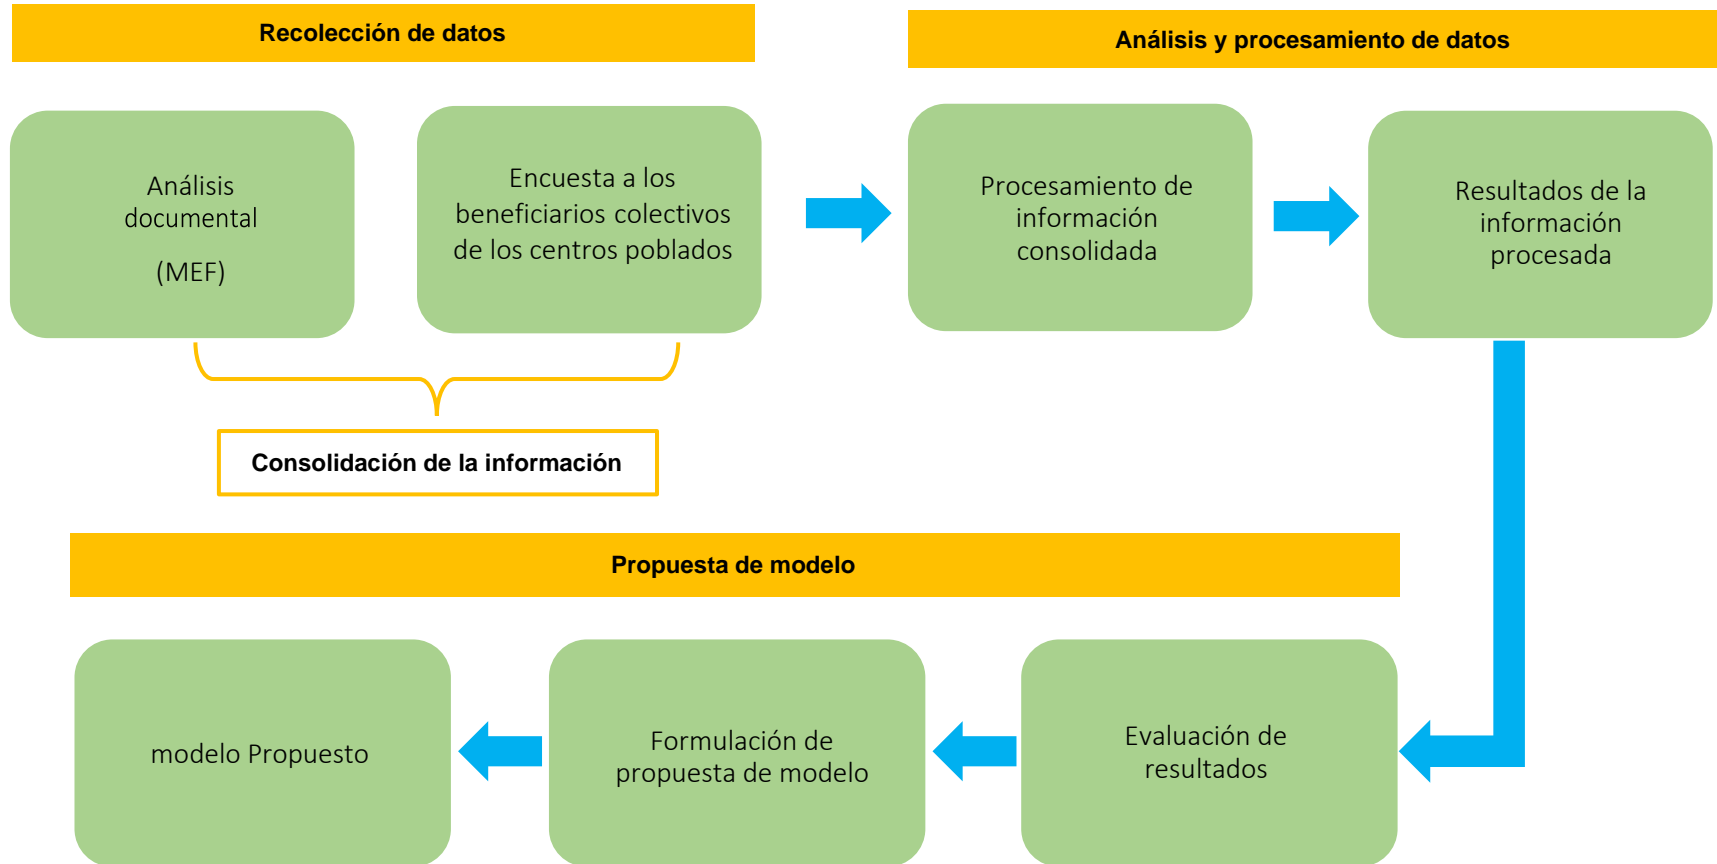 Recolección de datos
Análisis y procesamiento de datos
Análisis
documental
(MEF)
Encuesta a los
beneficiarios colectivos
de los centros poblados
Procesamiento de
información
consolidada
Resultados de la
información
procesada
Consolidación de la información
Propuesta de modelo
modelo Propuesto
Formulación de
propuesta de modelo
Evaluación de
resultados